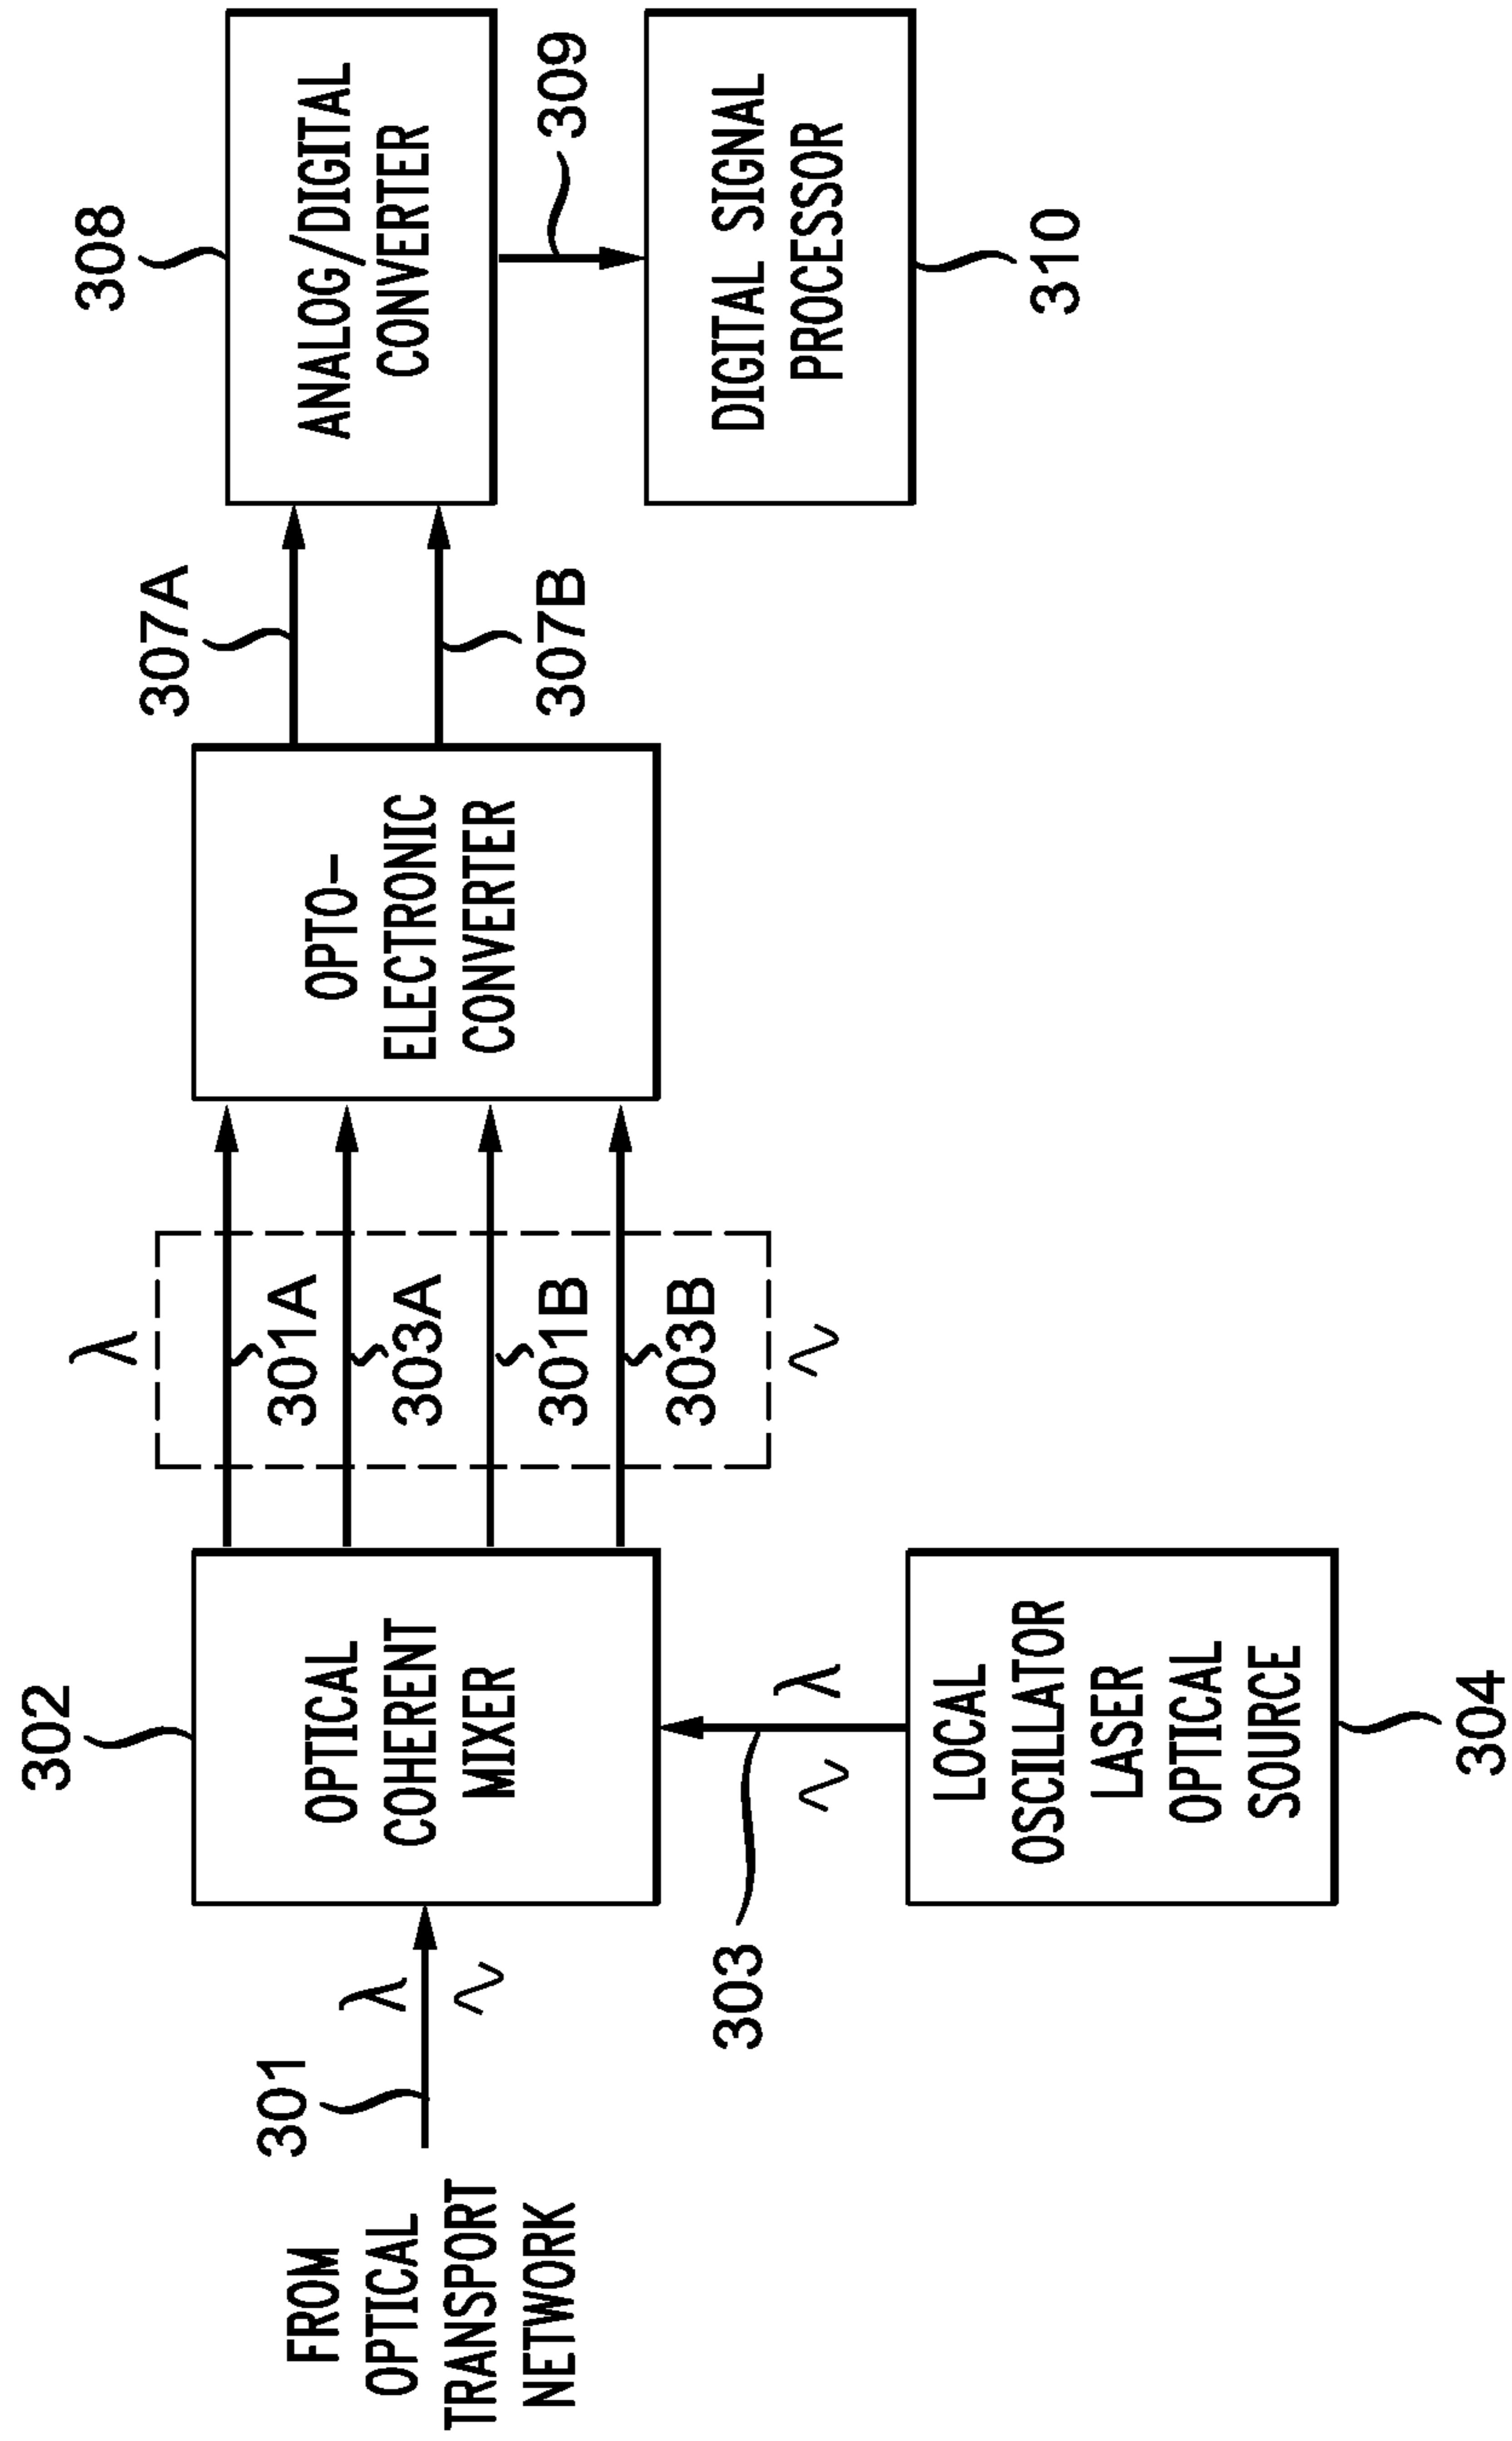 FROM
OPTICAL
TRANSPORT
NETWORK
301
λ
302
OPTICAL
COHERENT
MIXER
303
λ
LOCAL
OSCILLATOR
LASER
OPTICAL
SOURCE
304
λ
301A
303A
301B
303B
OPTO-
ELECTRONIC
CONVERTER
307A
307B
308
ANALOG/DIGITAL
CONVERTER
309
DIGITAL SIGNAL
PROCESSOR
310